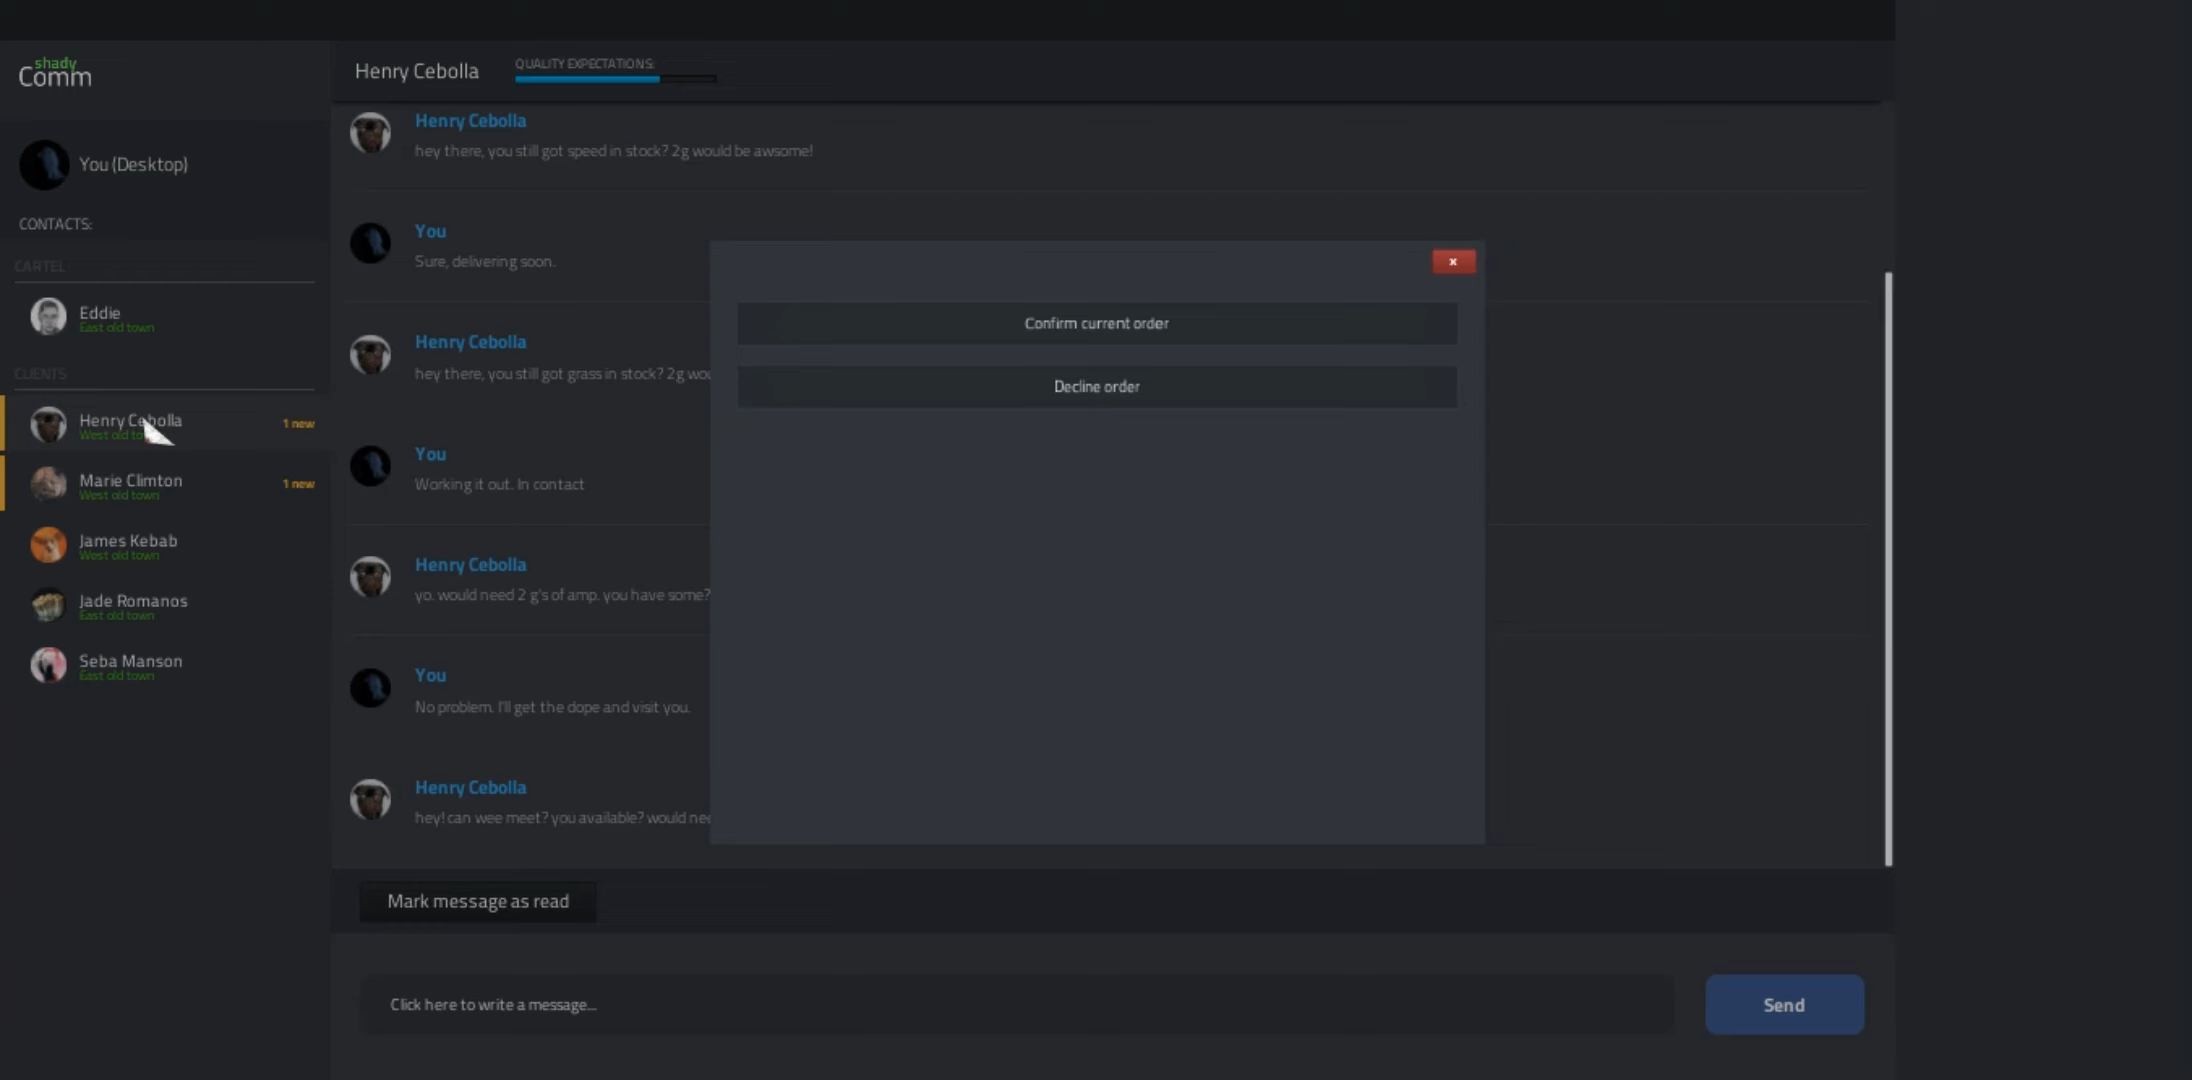 shady
Comm
You (Desktop)
CONTACTS:
CARTEL
Eddie
East old town
CLIENTS
Henry Cebolla
1 new
West old to
Marie Climton
1 new
West old town
James Kebab
West old town
Jade Romanos
East old town
Seba Manson
East old town
Henry Cebolla
QUALITY EXPECTATIONS:
Henry Cebolla
hey there, you still got speed in stock? 2g would be awsome!
You
Sure, delivering soon.
Henry Cebolla
hey there, you still got grass in stock? 2g wou
You
Working it out. In contact
Henry Cebolla
yo. would need 2 g's of amp. you have some?
You
No problem. I'll get the dope and visit you.
Henry Cebolla
hey! can wee meet? you available? would nee
x
Confirm current order
Decline order
Mark message as read
Click here to write a message...
Send